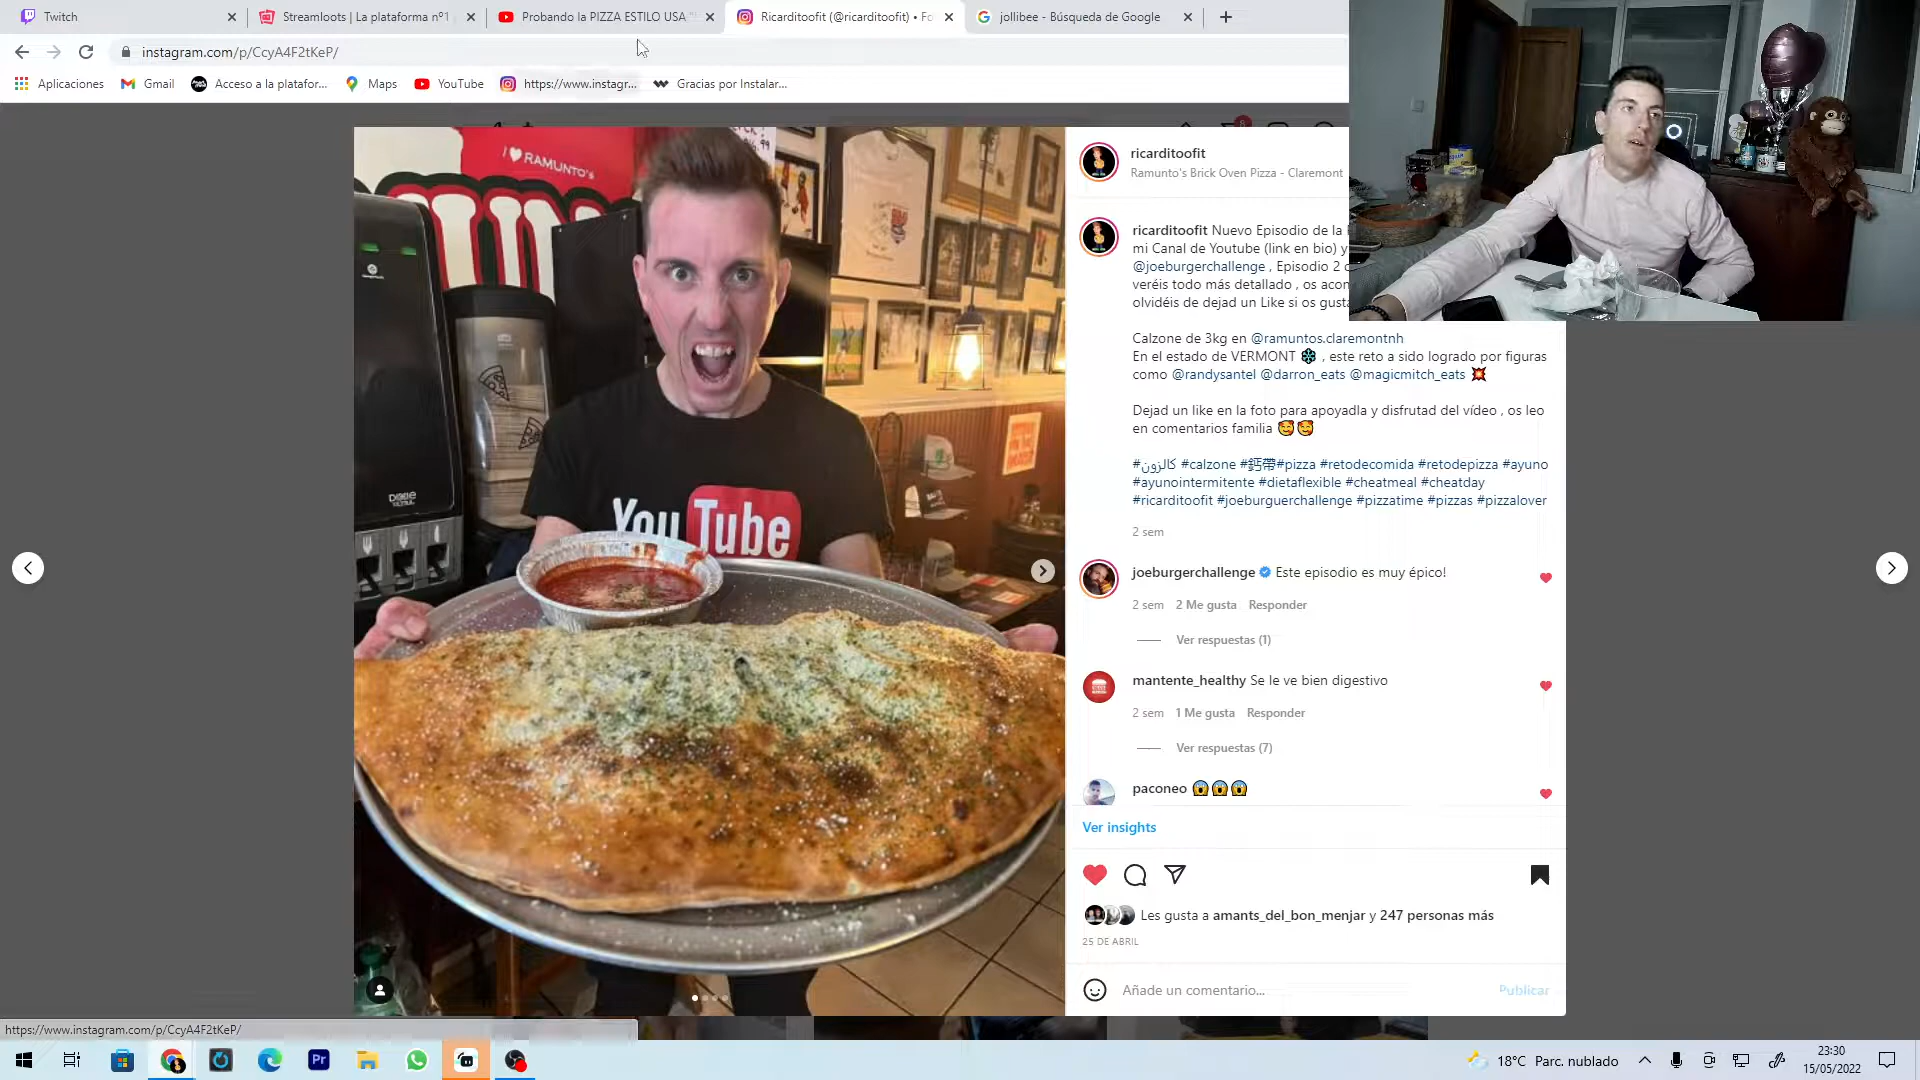 Twitch
Streamloots | La plataforma nº1
Probando la PIZZA ESTILO USA
Ricarditoofit (@ricarditoofit) • Fo
jollibee - Búsqueda de Google
instagram.com/p/CcyA4F2tKeP/
Aplicaciones
Gmail
Acceso a la platafor...
Maps
YouTube
https://www.instagr...
Gracias por Instalar...
I ♥ RAMUNTO's
You Tube
DIXIE
ricarditoofit
Ramunto's Brick Oven Pizza - Claremont
ricarditoofit Nuevo Episodio de la
mi Canal de Youtube (link en bio) y
@joeburgerchallenge , Episodio 2
veréis todo más detallado , os
olvidéis de dejad un Like si os
Calzone de 3kg en @ramuntos.claremontnh
En el estado de VERMONT ❄ , este reto a sido logrado por figuras
como @randysantel @darron_eats @magicmitch_eats 💥
Dejad un like en la foto para apoyadla y disfrutad del vídeo , os leo
en comentarios familia 🥰🥰
#كالزون #calzone #鈣帶#pizza #retodecomida #retodepizza #ayuno
#ayunointermitente #dietaflexible #cheatmeal #cheatday
#ricarditoofit #joeburguerchallenge #pizzatime #pizzas #pizzalover
2 sem
joeburgerchallenge Este episodio es muy épico!
2 sem 2 Me gusta Responder
Ver respuestas (1)
mantente_healthy Se le ve bien digestivo
2 sem 1 Me gusta Responder
Ver respuestas (7)
paconeo 😱😱😱
Ver insights
Les gusta a amants_del_bon_menjar y 247 personas más
25 DE ABRIL
Añade un comentario...
Publicar
https://www.instagram.com/p/CcyA4F2tKeP/
Pr
18°C Parc. nublado
23:30
15/05/2022